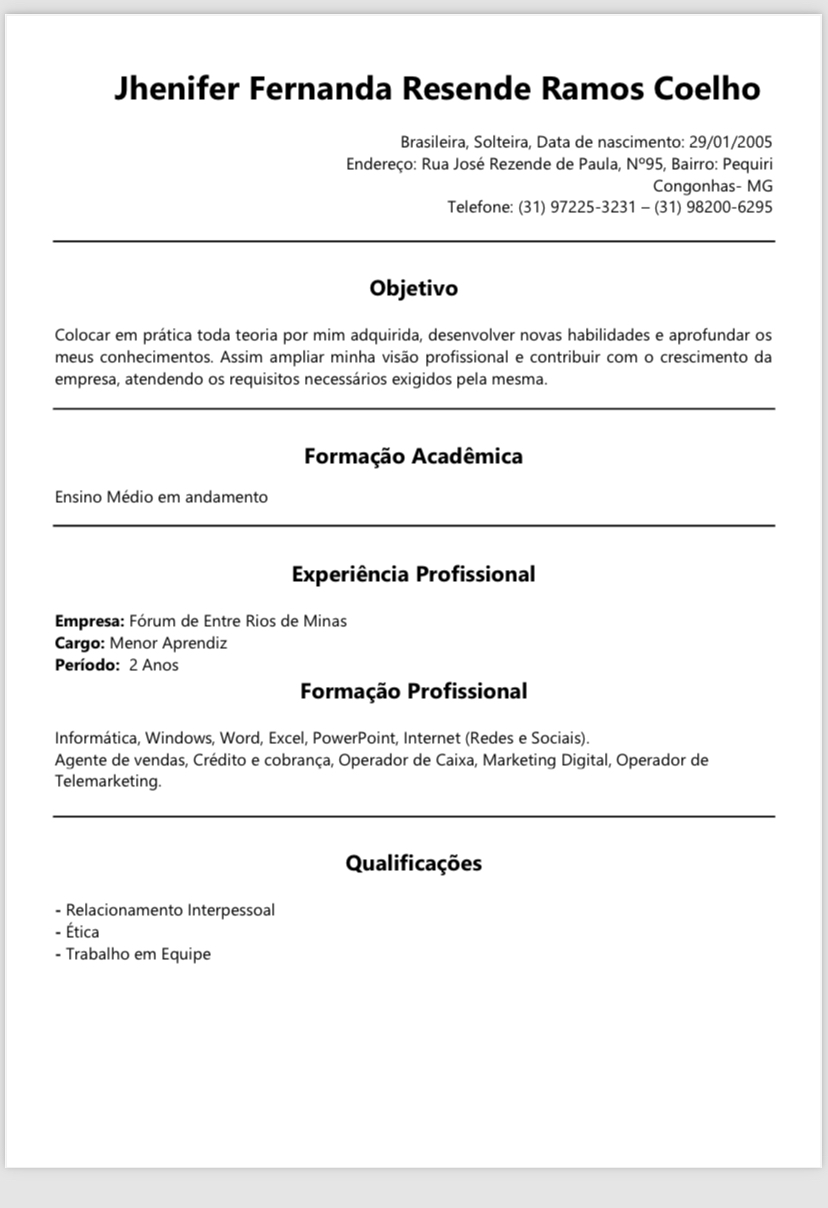 Jhenifer Fernanda Resende Ramos Coelho
Brasileira, Solteira, Data de nascimento: 29/01/2005
Endereço: Rua José Rezende de Paula, Nº95, Bairro: Pequiri
Congonhas- MG
Telefone: (31) 97225-3231 – (31) 98200-6295
Objetivo
Colocar em prática toda teoria por mim adquirida, desenvolver novas habilidades e aprofundar os
meus conhecimentos. Assim ampliar minha visão profissional e contribuir com o crescimento da
empresa, atendendo os requisitos necessários exigidos pela mesma.
Formação Acadêmica
Ensino Médio em andamento
Experiência Profissional
Empresa: Fórum de Entre Rios de Minas
Cargo: Menor Aprendiz
Período: 2 Anos
Formação Profissional
Informática, Windows, Word, Excel, PowerPoint, Internet (Redes e Sociais).
Agente de vendas, Crédito e cobrança, Operador de Caixa, Marketing Digital, Operador de
Telemarketing.
Qualificações
- Relacionamento Interpessoal
- Ética
- Trabalho em Equipe